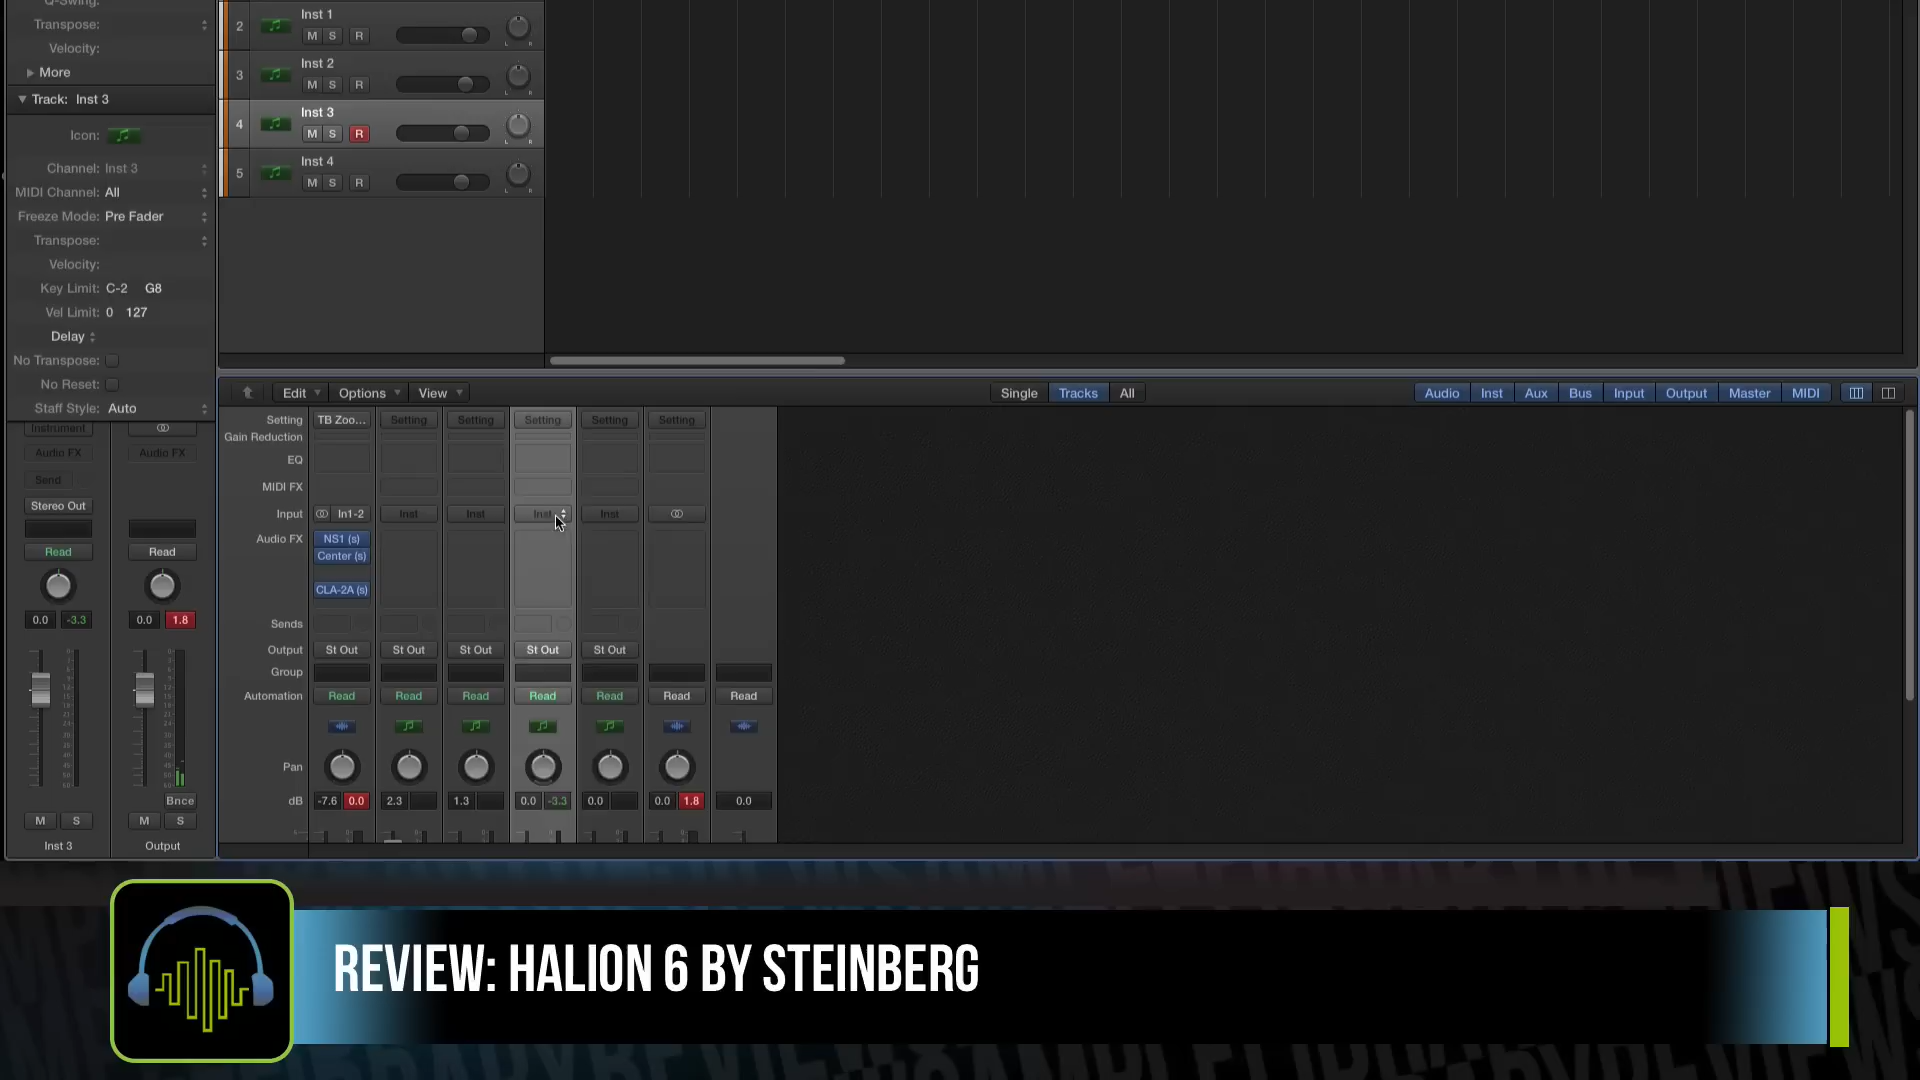 Q-Swing:
Transpose:
Velocity:
More
Track: Inst 3
Icon:
Channel: Inst 3
MIDI Channel: All
Freeze Mode: Pre Fader
Transpose:
Velocity:
Key Limit: C-2 G8
Vel Limit: 0 127
Delay
No Transpose:
No Reset:
Staff Style: Auto
Instrument
Audio FX Audio FX
Send
Stereo Out
Read Read
0.0 -3.3 0.0 1.8
Bnce
M S M S
Inst 3 Output
2 Inst 1
M S R
L R
3 Inst 2
M S R
L R
4 Inst 3
M S R
L R
5 Inst 4
M S R
L R
Edit Options View Single Tracks All Audio Inst Aux Bus Input Output Master MIDI
Setting TB Zoo... Setting Setting Setting Setting Setting
Gain Reduction
EQ
MIDI FX
Input In1-2 Inst Inst Inst Inst
Audio FX NS1 (s)
Center (s)
CLA-2A (s)
Sends
Output St Out St Out St Out St Out St Out
Group
Automation Read Read Read Read Read Read Read
Pan
dB -7.6 0.0 2.3 1.3 0.0 -3.3 0.0 0.0 1.8 0.0
REVIEW: HALION 6 BY STEINBERG